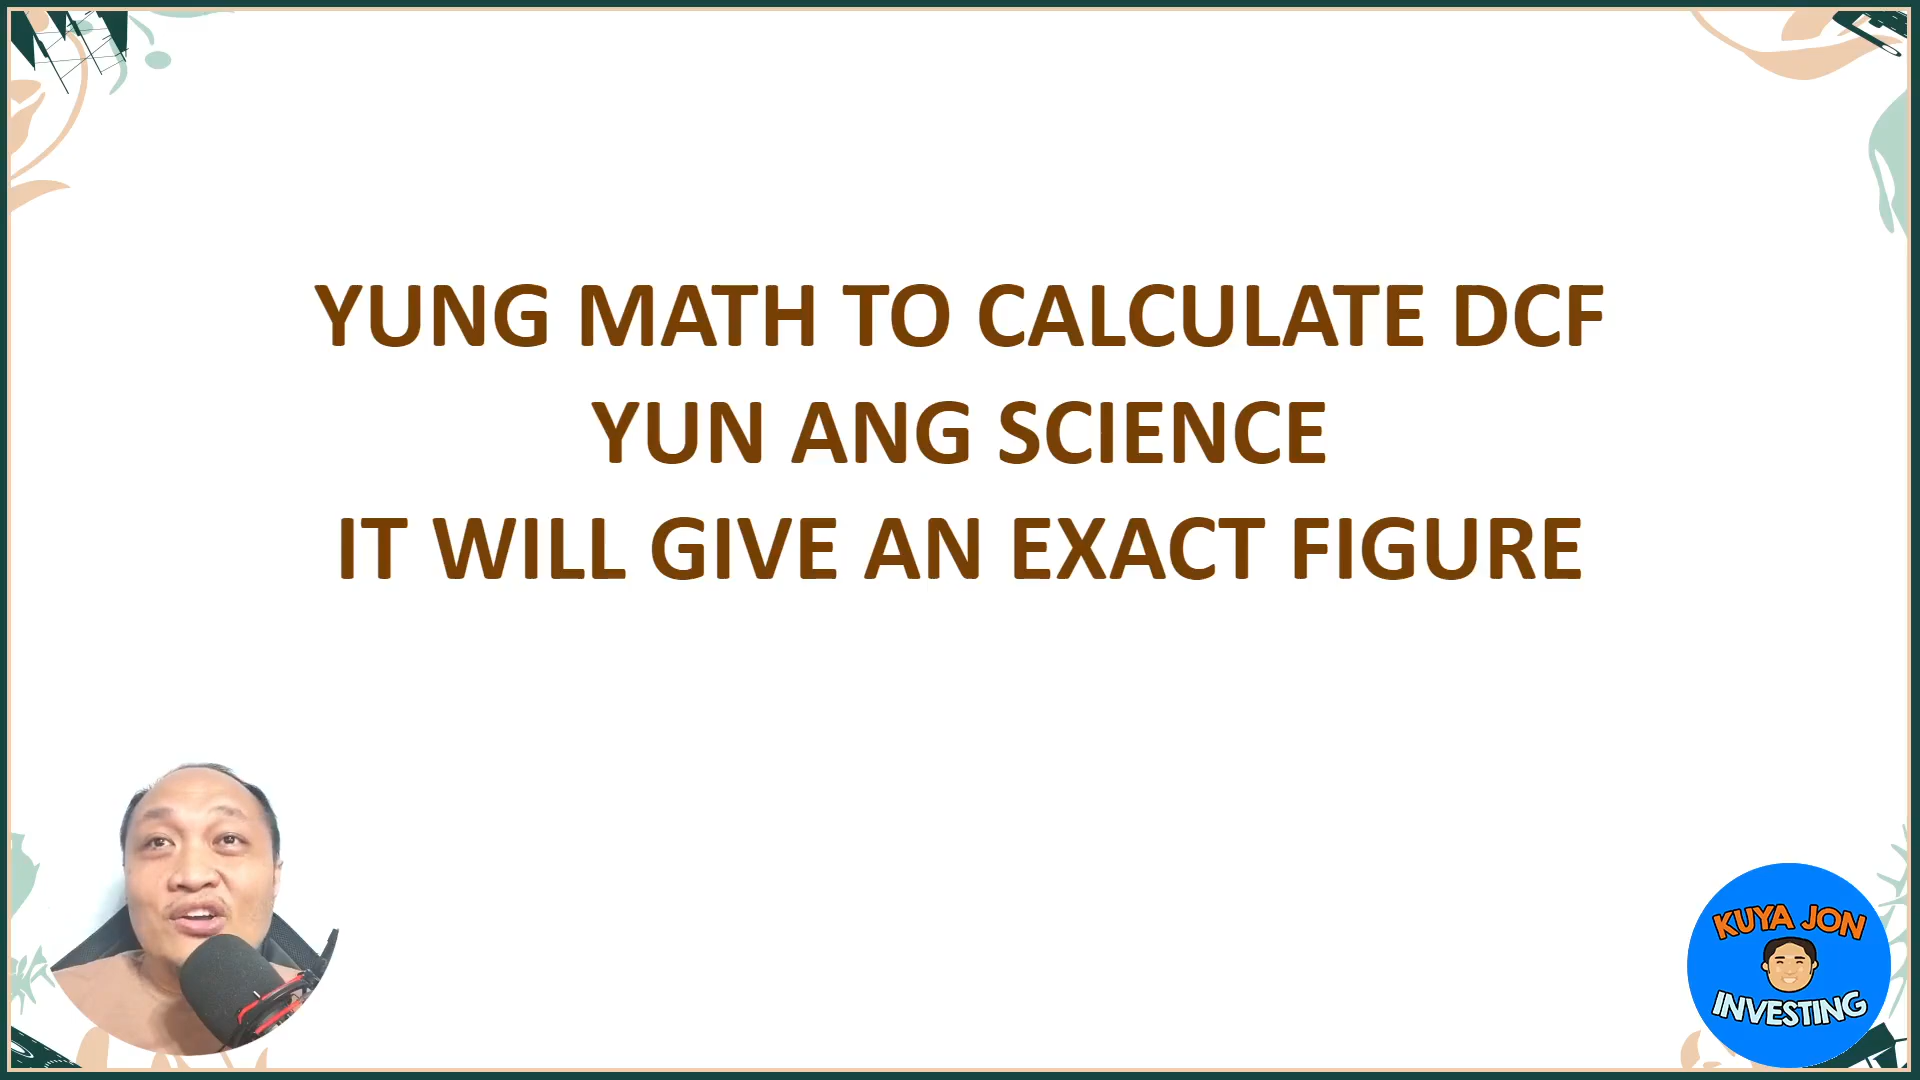 YUNG MATH TO CALCULATE DCF
YUN ANG SCIENCE
IT WILL GIVE AN EXACT FIGURE
KUYA JON
INVESTING